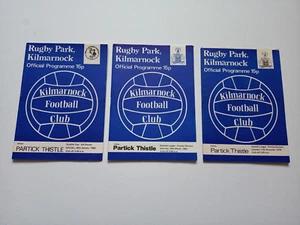 Rugby Park,
Kilmarnock
Official Programme 15p
Kilmarnock
Football
Club
PARTICK THISTLE
Rugby Park,
Kilmarnock
Official Programme 15p
Kilmarnock
Football
Club
Partick Thistle
Rugby Park,
Kilmarnock
Official Programme 15p
Kilmarnock
Football
Club
Partick Thistle